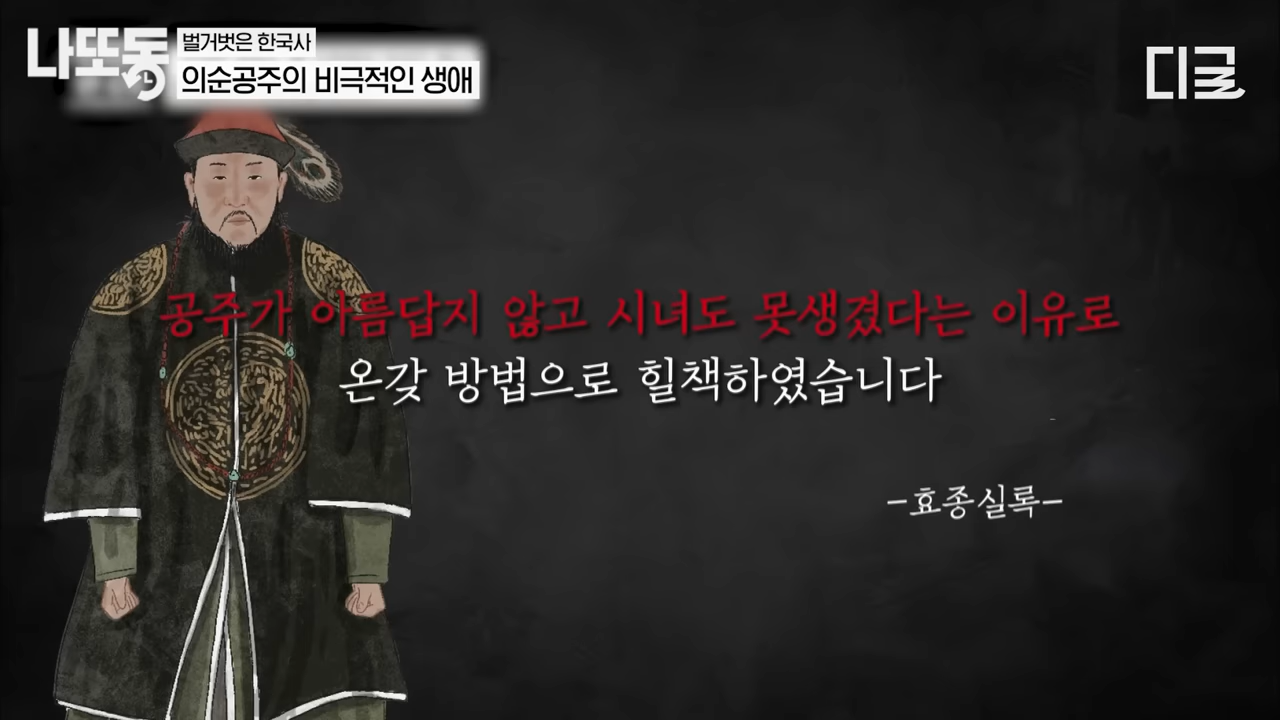 나또동
벌거벗은 한국사
의순공주의 비극적인 생애
디글
공주가 아름답지 않고 시녀도 못생겼다는 이유로
온갖 방법으로 힐책하였습니다
-효종실록-